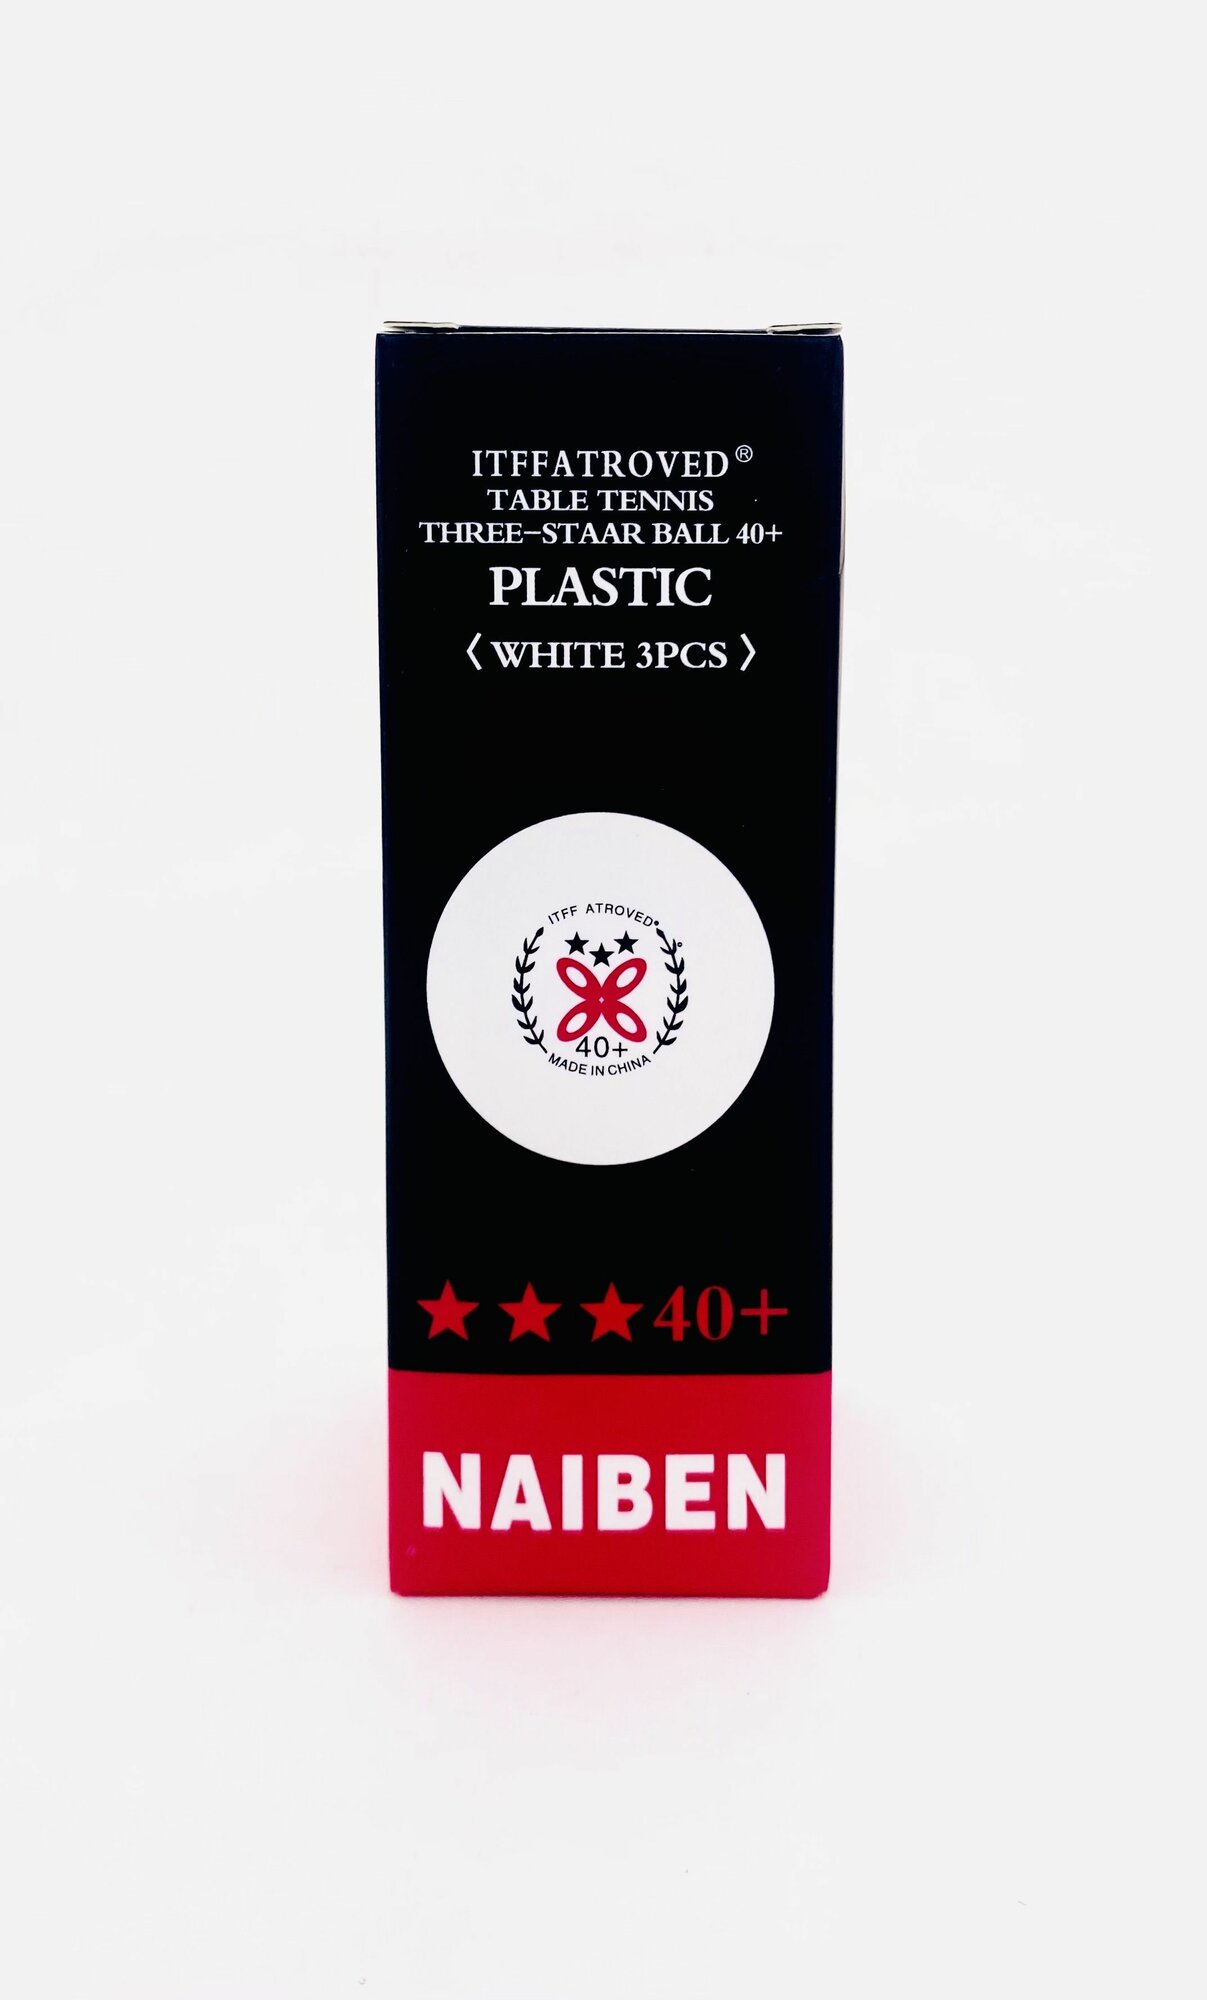 ITFFATROVED®
TABLE TENNIS
THREE-STAAR BALL 40+
PLASTIC
〈 WHITE 3PCS 〉
ITFF ATROVED®
40+
MADE IN CHINA
40+
NAIBEN